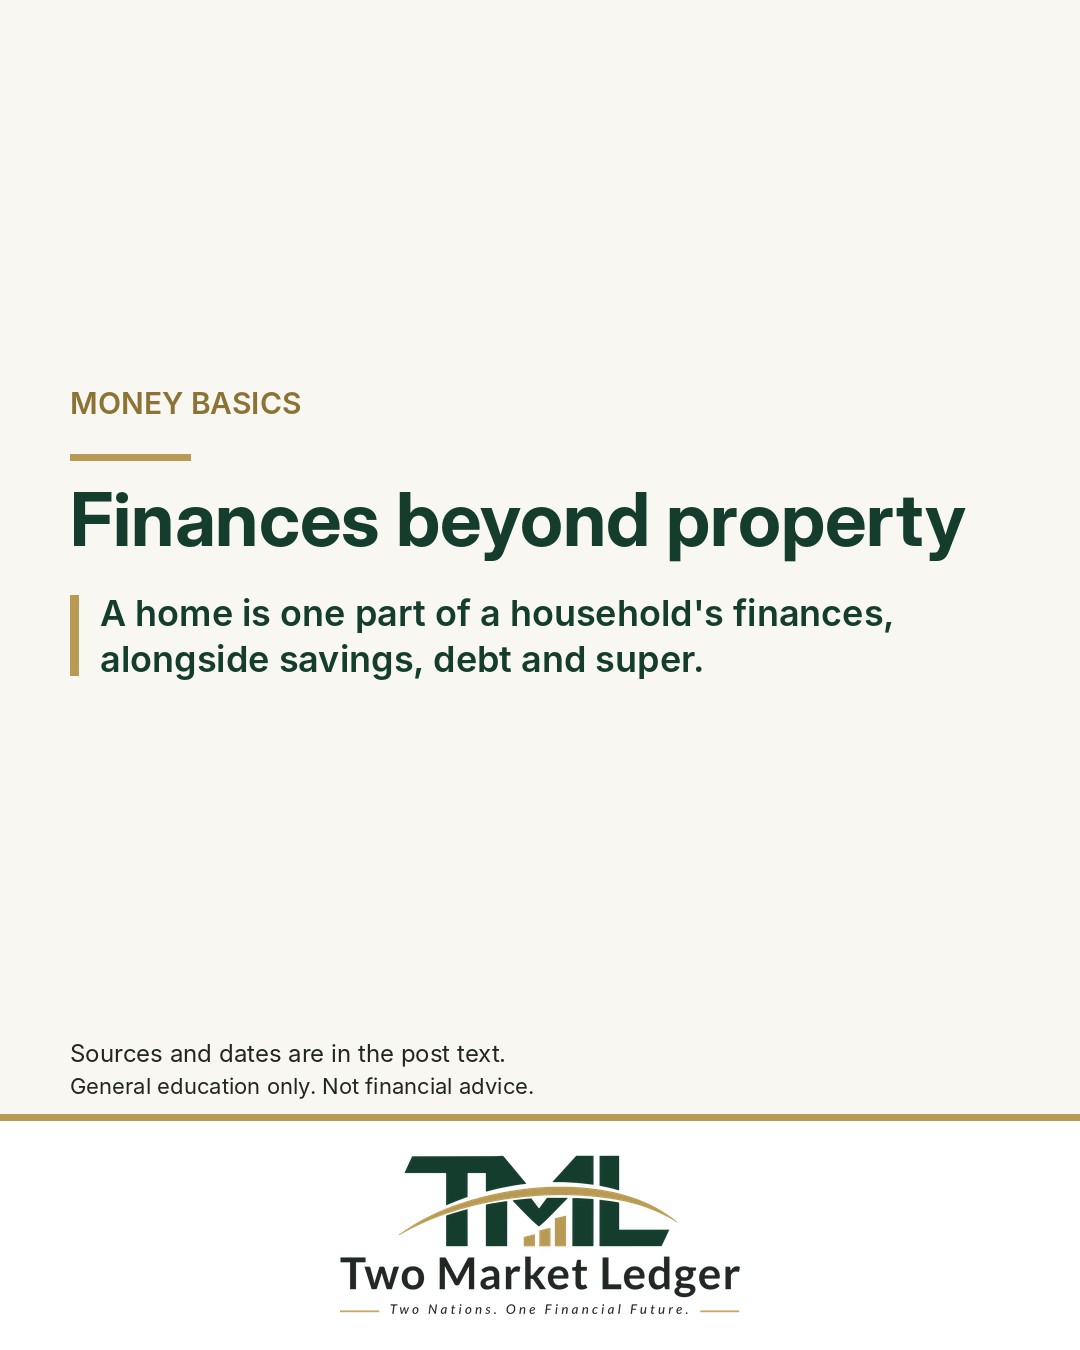 MONEY BASICS
Finances beyond property
A home is one part of a household's finances,
alongside savings, debt and super.
Sources and dates are in the post text.
General education only. Not financial advice.
TML
Two Market Ledger
Two Nations. One Financial Future.